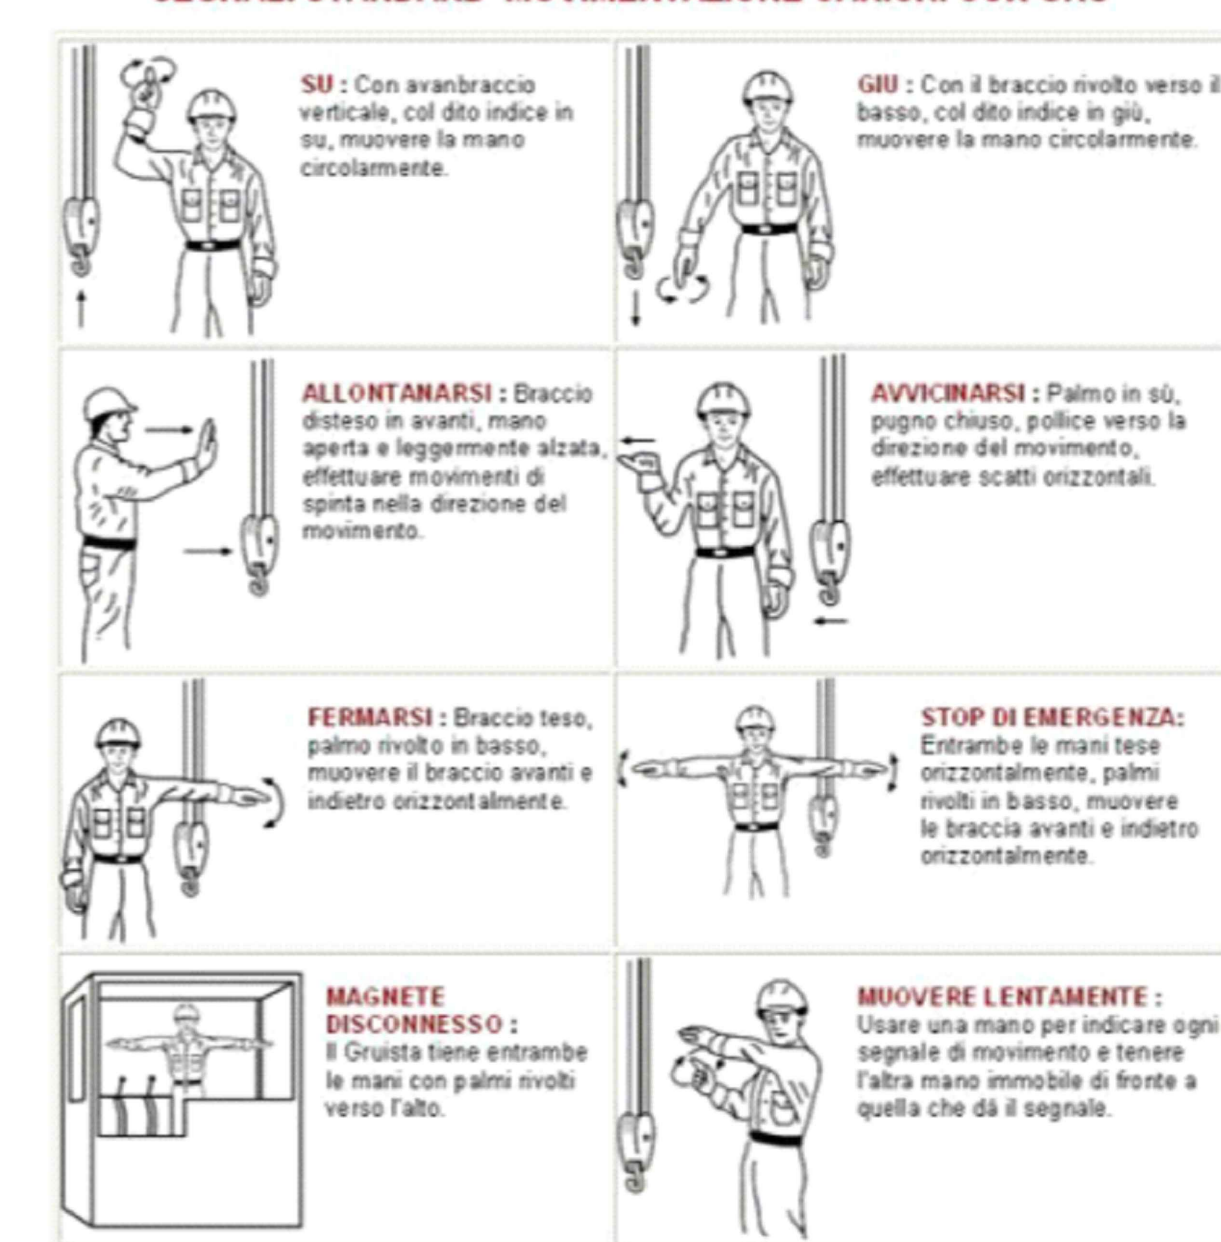 SU : Con avanbraccio
verticale, col dito indice in
su, muovere la mano
circolarmente.
GIU : Con il braccio rivolto verso il
basso, col dito indice in giù,
muovere la mano circolarmente.
ALLONTANARSI : Braccio
disteso in avanti, mano
aperta e leggermente alzata,
effettuare movimenti di
spinta nella direzione del
movimento.
AVVICINARSI : Palmo in sù,
pugno chiuso, pollice verso la
direzione del movimento,
effettuare scatti orizzontali.
FERMARSI : Braccio teso,
palmo rivolto in basso,
muovere il braccio avanti e
indietro orizzontalmente.
STOP DI EMERGENZA:
Entrambe le mani tese
orizzontalmente, palmi
rivolti in basso, muovere
le braccia avanti e indietro
orizzontalmente.
MAGNETE
DISCONNESSO :
Il Gruista tiene entrambe
le mani con palmi rivolti
verso l'alto.
MUOVERE LENTAMENTE :
Usare una mano per indicare ogni
segnale di movimento e tenere
l'altra mano immobile di fronte a
quella che dá il segnale.